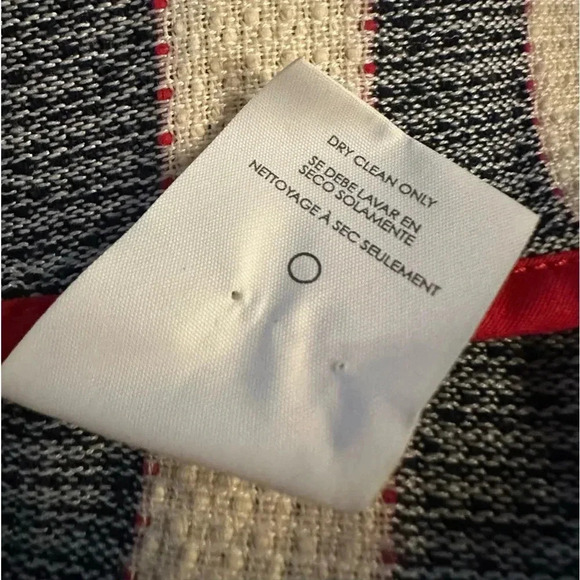 DRY CLEAN ONLY
SE DEBE LAVAR EN
SECO SOLAMENTE
NETTOYAGE À SEC SEULEMENT